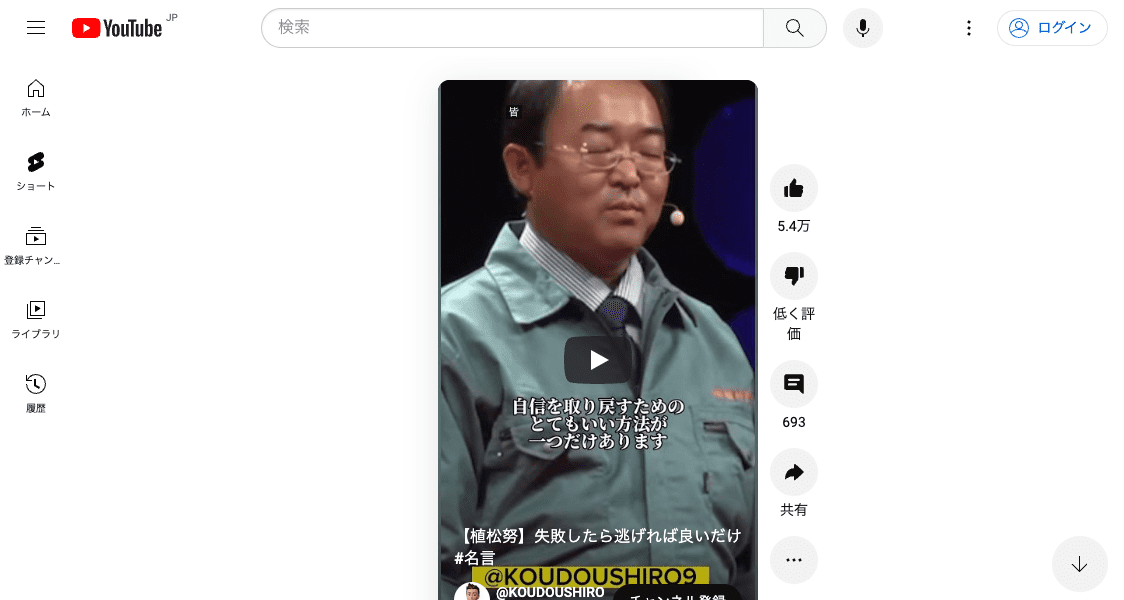 YouTube JP
検索
ログイン
ホーム
ショート
登録チャン...
ライブラリ
履歴
皆
自信を取り戻すための
とてもいい方法が
一つだけあります
【植松努】失敗したら逃げれば良いだけ
#名言
@KOUDOUSHIRO9
@KOUDOUSHIRO
チャンネル登録
5.4万
低く評
価
693
共有